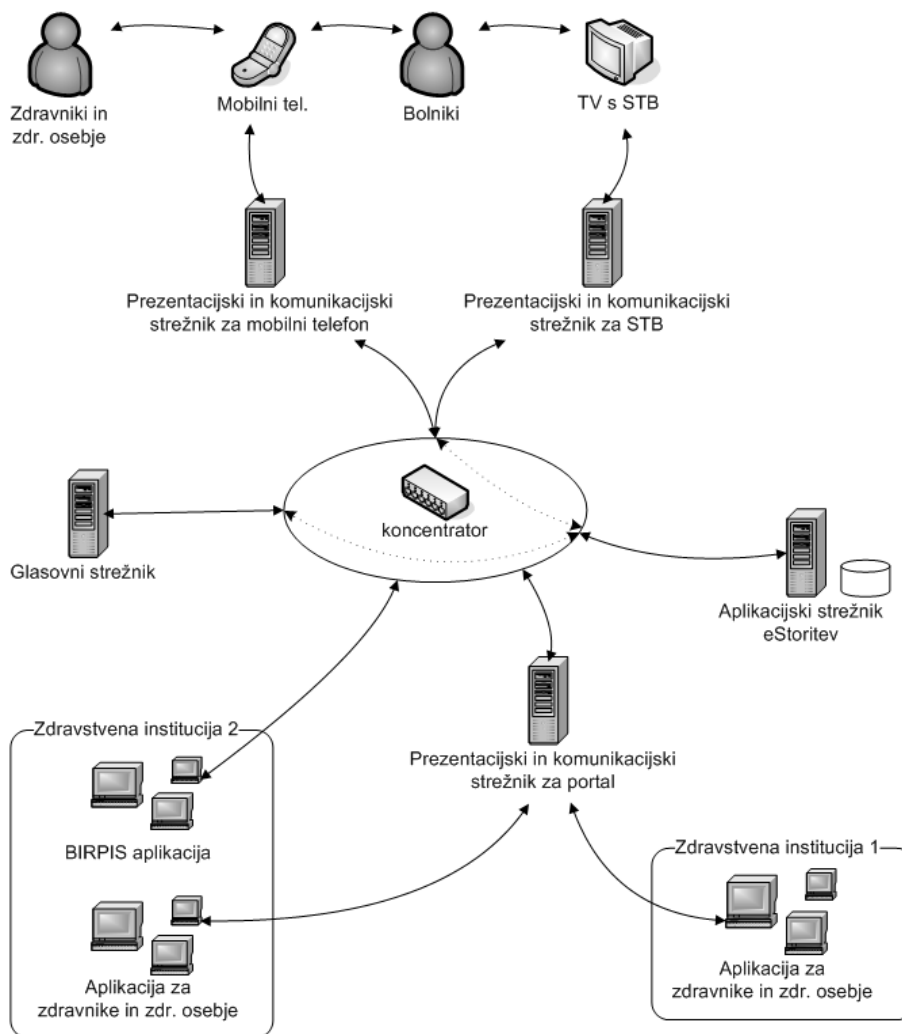 Zdravniki in
zdr. osebje
Mobilni tel.
Bolniki
TV s STB
Prezentacijski in komunikacijski
strežnik za mobilni telefon
Prezentacijski in komunikacijski
strežnik za STB
koncentrator
Glasovni strežnik
Aplikacijski strežnik
eStoritev
Prezentacijski in komunikacijski
strežnik za portal
Zdravstvena institucija 2
BIRPIS aplikacija
Aplikacija za
zdravnike in zdr. osebje
Zdravstvena institucija 1
Aplikacija za
zdravnike in zdr. osebje